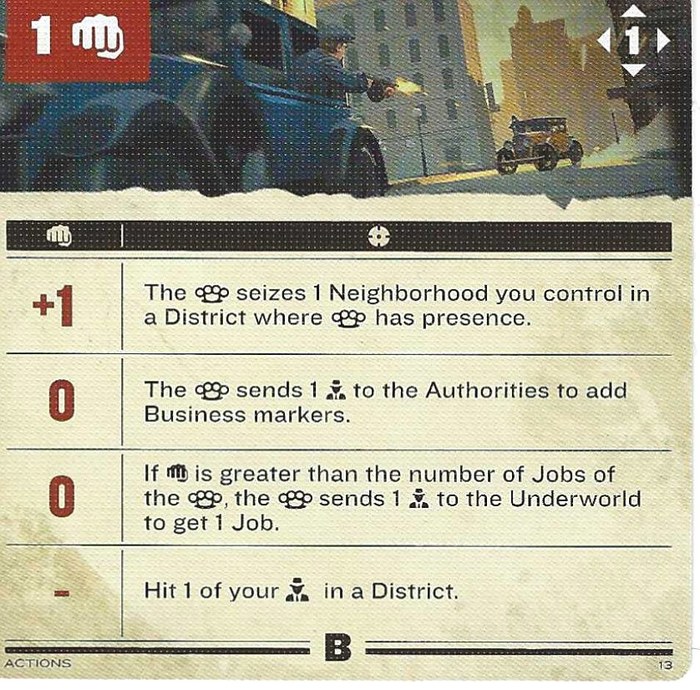 1
1
+1
The seizes 1 Neighborhood you control in
a District where has presence.
0
The sends 1 to the Authorities to add
Business markers.
0
If is greater than the number of Jobs of
the , the sends 1 to the Underworld
to get 1 Job.
-
Hit 1 of your in a District.
B
ACTIONS
13